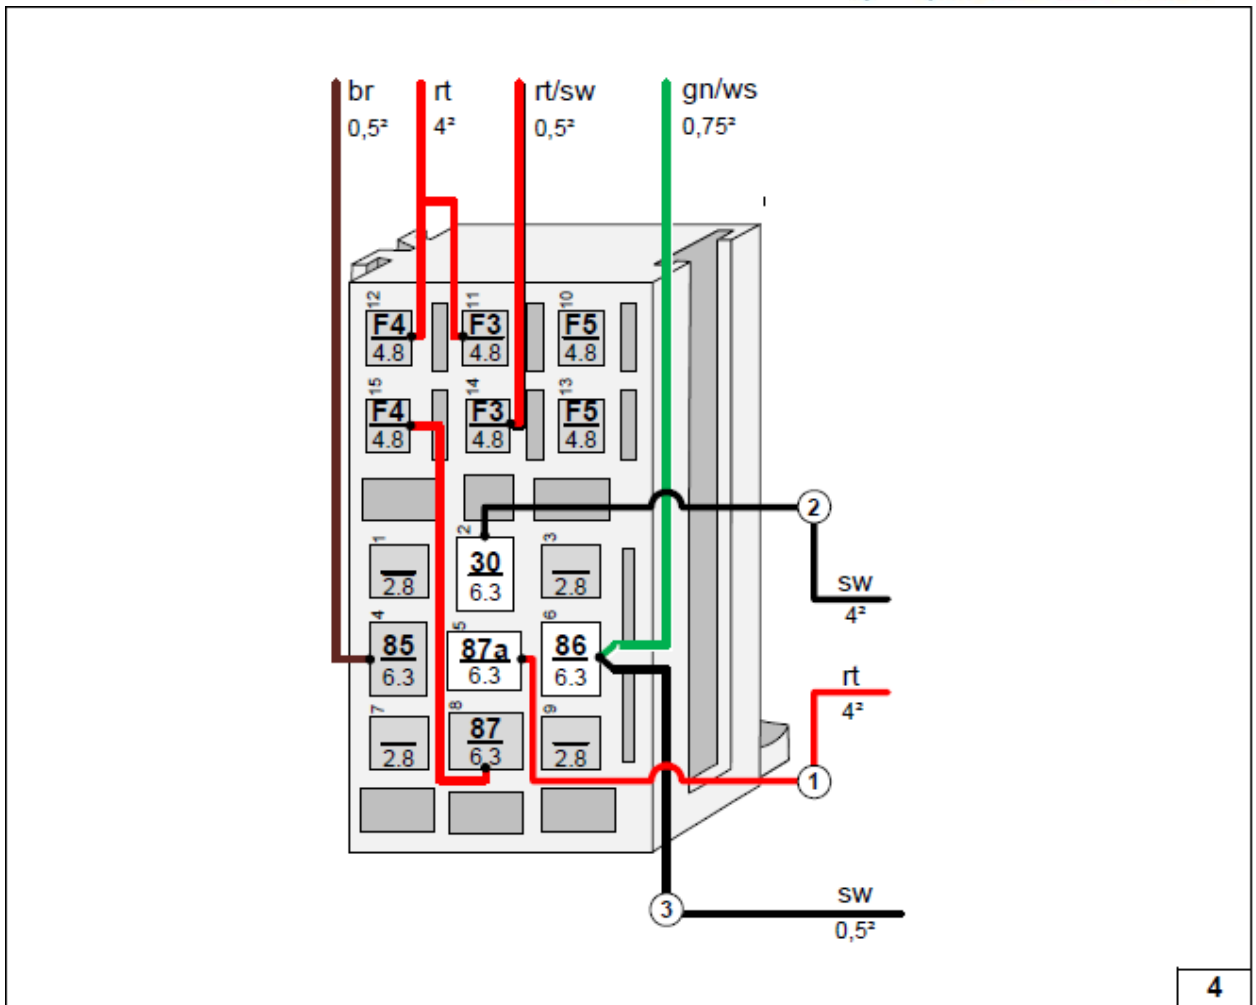 br rt rt/sw gn/ws
0,5² 4² 0,5² 0,75²
12 11 10
F4 F3 F5
4.8 4.8 4.8
15 14 13
F4 F3 F5
4.8 4.8 4.8
2
1 2 3
30
2.8 6.3 2.8
sw
4²
4 5 6
85 87a 86
6.3 6.3 6.3
rt
4²
7 8 9
87
2.8 6.3 2.8
1
sw
3
0,5²
4